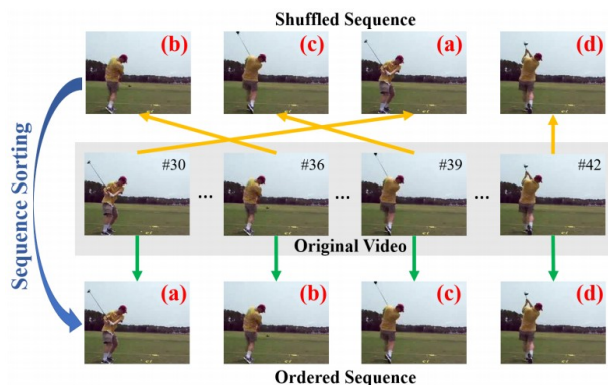 Shuffled Sequence
(b) (c) (a) (d)
Sequence Sorting
#30 #36 #39 #42
... ... ...
Original Video
(a) (b) (c) (d)
Ordered Sequence